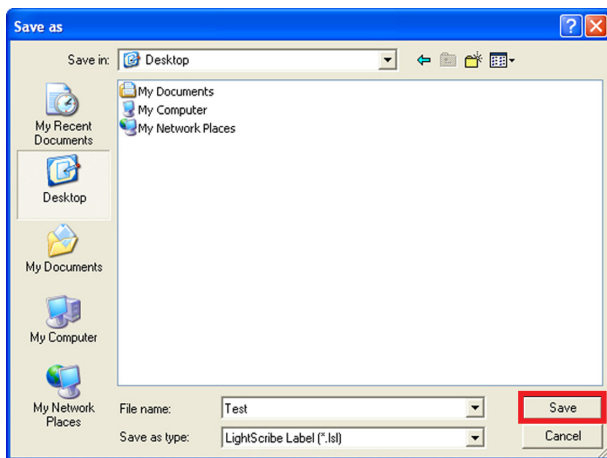 Save as
Save in:
Desktop
My Documents
My Computer
My Network Places
My Recent
Documents
Desktop
My Documents
My Computer
My Network
Places
File name:
Test
Save
Save as type:
LightScribe Label (*.lsl)
Cancel